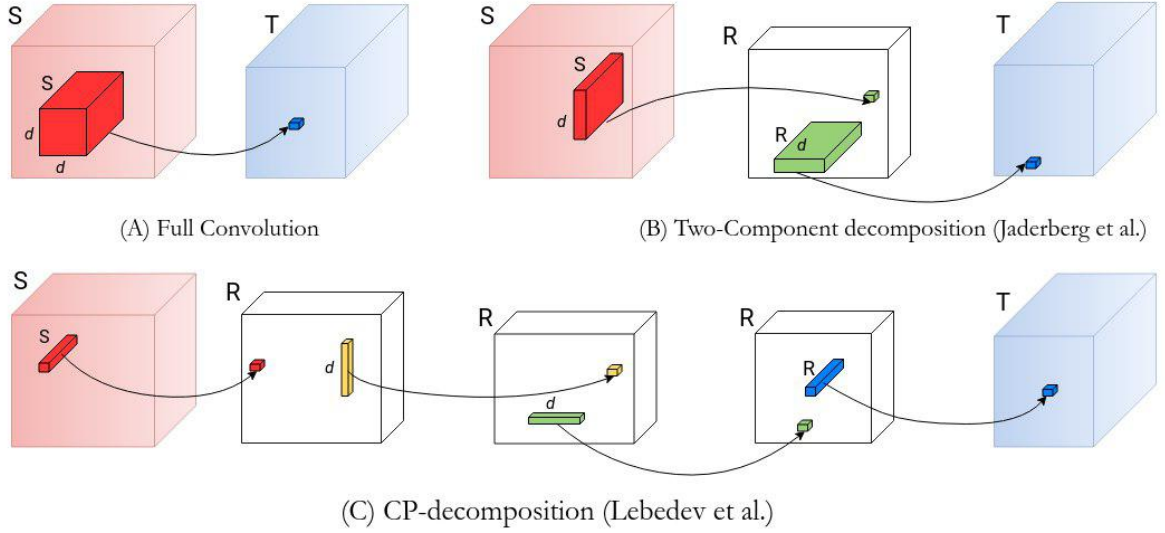 S
T
S
d
d
(A) Full Convolution
S
R
T
S
d
R
d
(B) Two-Component decomposition (Jaderberg et al.)
S
R
R
R
T
S
d
d
R
(C) CP-decomposition (Lebedev et al.)